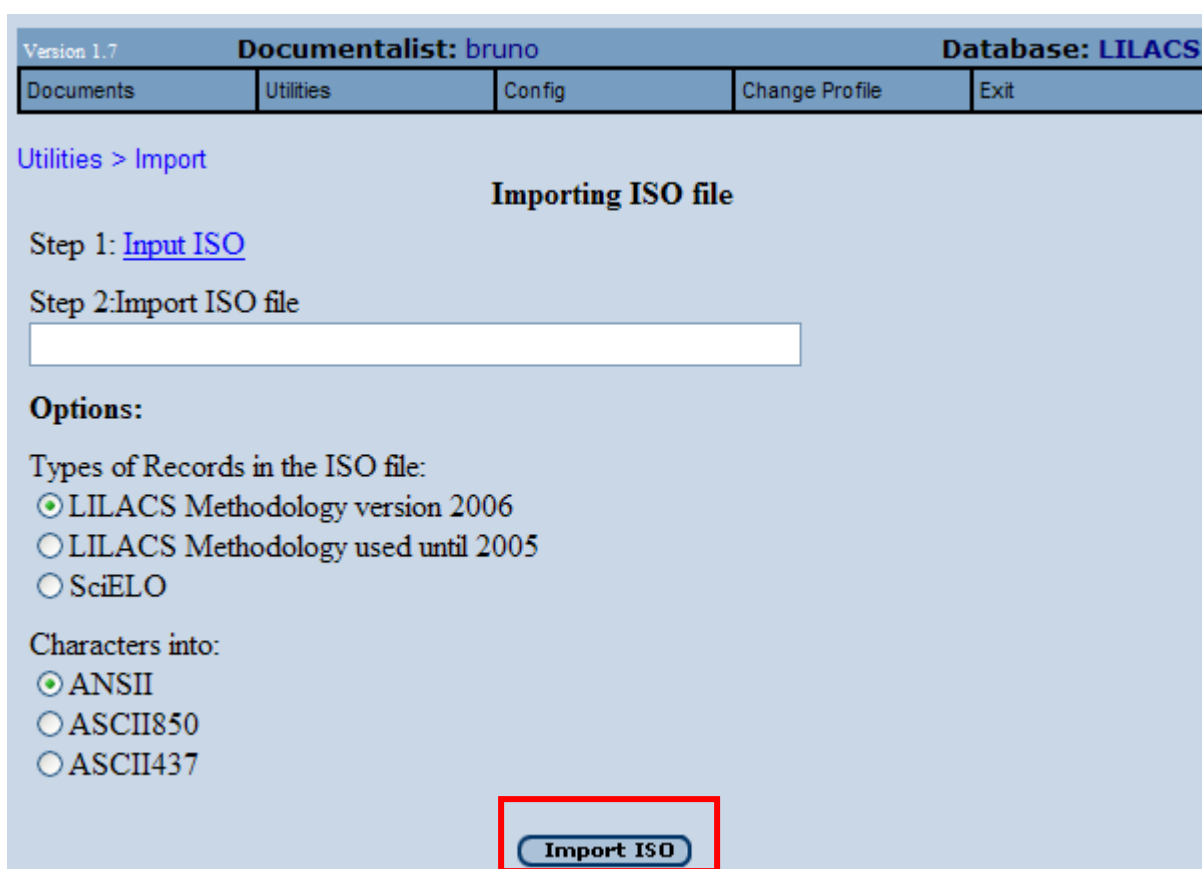 Version 1.7 Documentalist: bruno Database: LILACS
Documents Utilities Config Change Profile Exit
Utilities > Import
Importing ISO file
Step 1: Input ISO
Step 2:Import ISO file
Options:
Types of Records in the ISO file:
LILACS Methodology version 2006
LILACS Methodology used until 2005
SciELO
Characters into:
ANSII
ASCII850
ASCII437
Import ISO